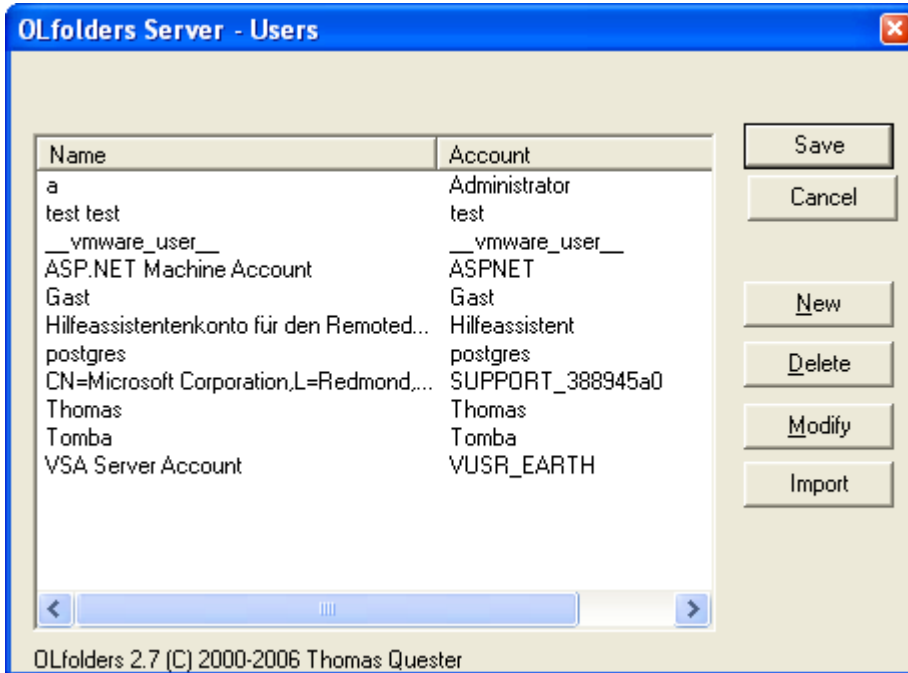 OLfolders Server - Users
Name Account
a Administrator
test test test
__vmware_user__ __vmware_user__
ASP.NET Machine Account ASPNET
Gast Gast
Hilfeassistentenkonto für den Remoted... Hilfeassistent
postgres postgres
CN=Microsoft Corporation,L=Redmond,... SUPPORT_388945a0
Thomas Thomas
Tomba Tomba
VSA Server Account VUSR_EARTH
Save
Cancel
New
Delete
Modify
Import
OLfolders 2.7 (C) 2000-2006 Thomas Quester